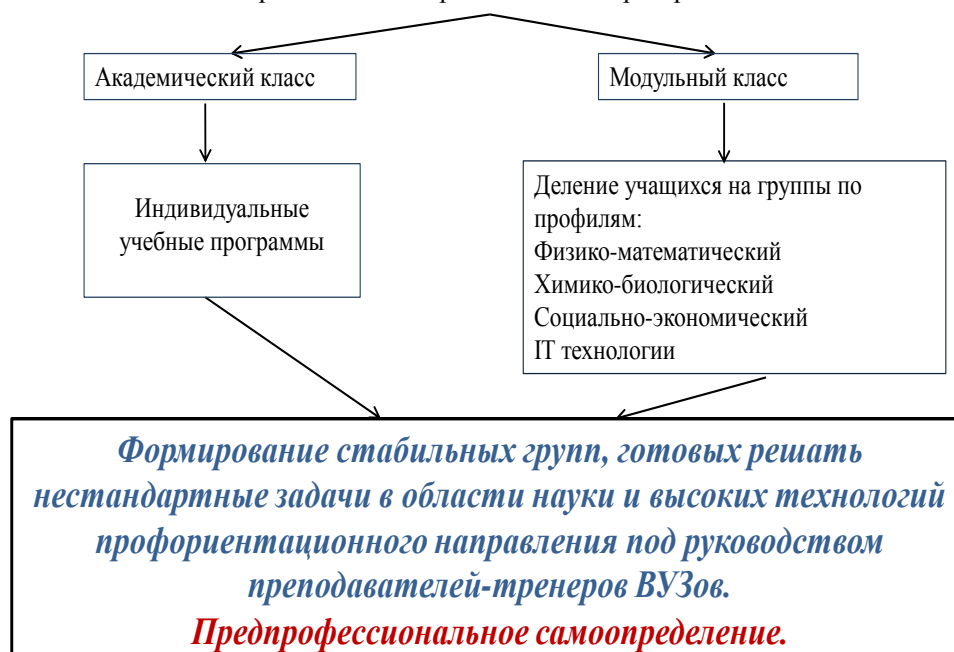 Академический класс
Модульный класс
Индивидуальные
учебные программы
Деление учащихся на группы по
профилям:
Физико-математический
Химико-биологический
Социально-экономический
IT технологии
Формирование стабильных групп, готовых решать
нестандартные задачи в области науки и высоких технологий
профориентационного направления под руководством
преподавателей-тренеров ВУЗов.
Предпрофессиональное самоопределение.